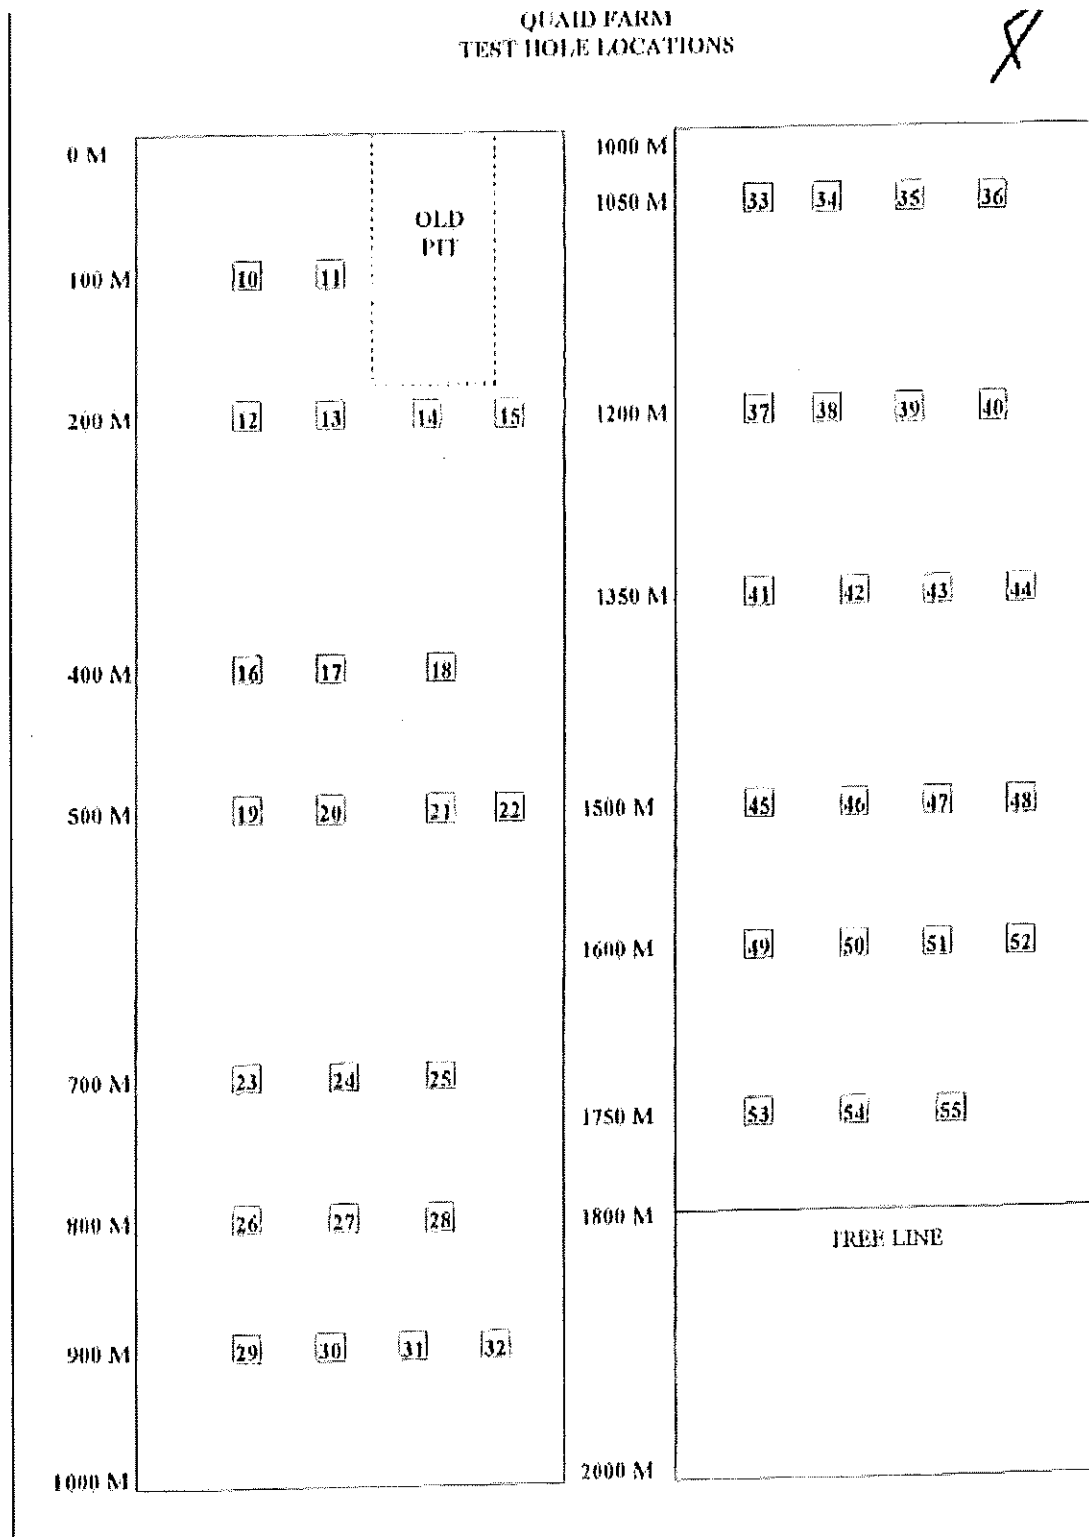 QUAID FARM
TEST HOLE LOCATIONS
0 M
OLD
PIT
100 M 10 11
200 M 12 13 14 15
400 M 16 17 18
500 M 19 20 21 22
700 M 23 24 25
800 M 26 27 28
900 M 29 30 31 32
1000 M
1000 M
1050 M 33 34 35 36
1200 M 37 38 39 40
1350 M 41 42 43 44
1500 M 45 46 47 48
1600 M 49 50 51 52
1750 M 53 54 55
1800 M
TREE LINE
2000 M